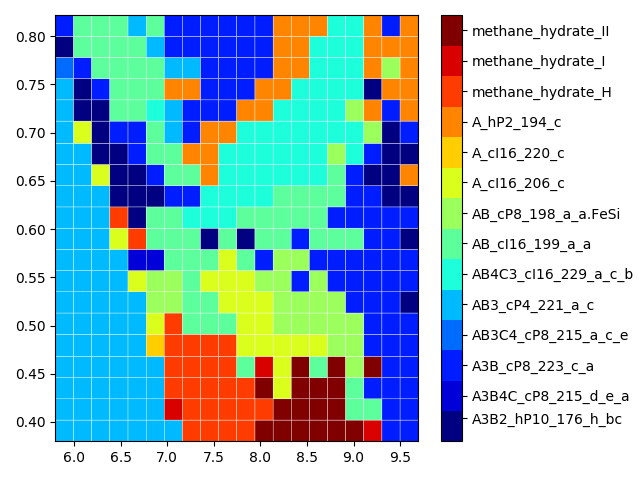 0.80
0.75
0.70
0.65
0.60
0.55
0.50
0.45
0.40
6.0 6.5 7.0 7.5 8.0 8.5 9.0 9.5
methane_hydrate_II
methane_hydrate_I
methane_hydrate_H
A_hP2_194_c
A_cI16_220_c
A_cI16_206_c
AB_cP8_198_a_a.FeSi
AB_cI16_199_a_a
AB4C3_cI16_229_a_c_b
AB3_cP4_221_a_c
AB3C4_cP8_215_a_c_e
A3B_cP8_223_c_a
A3B4C_cP8_215_d_e_a
A3B2_hP10_176_h_bc